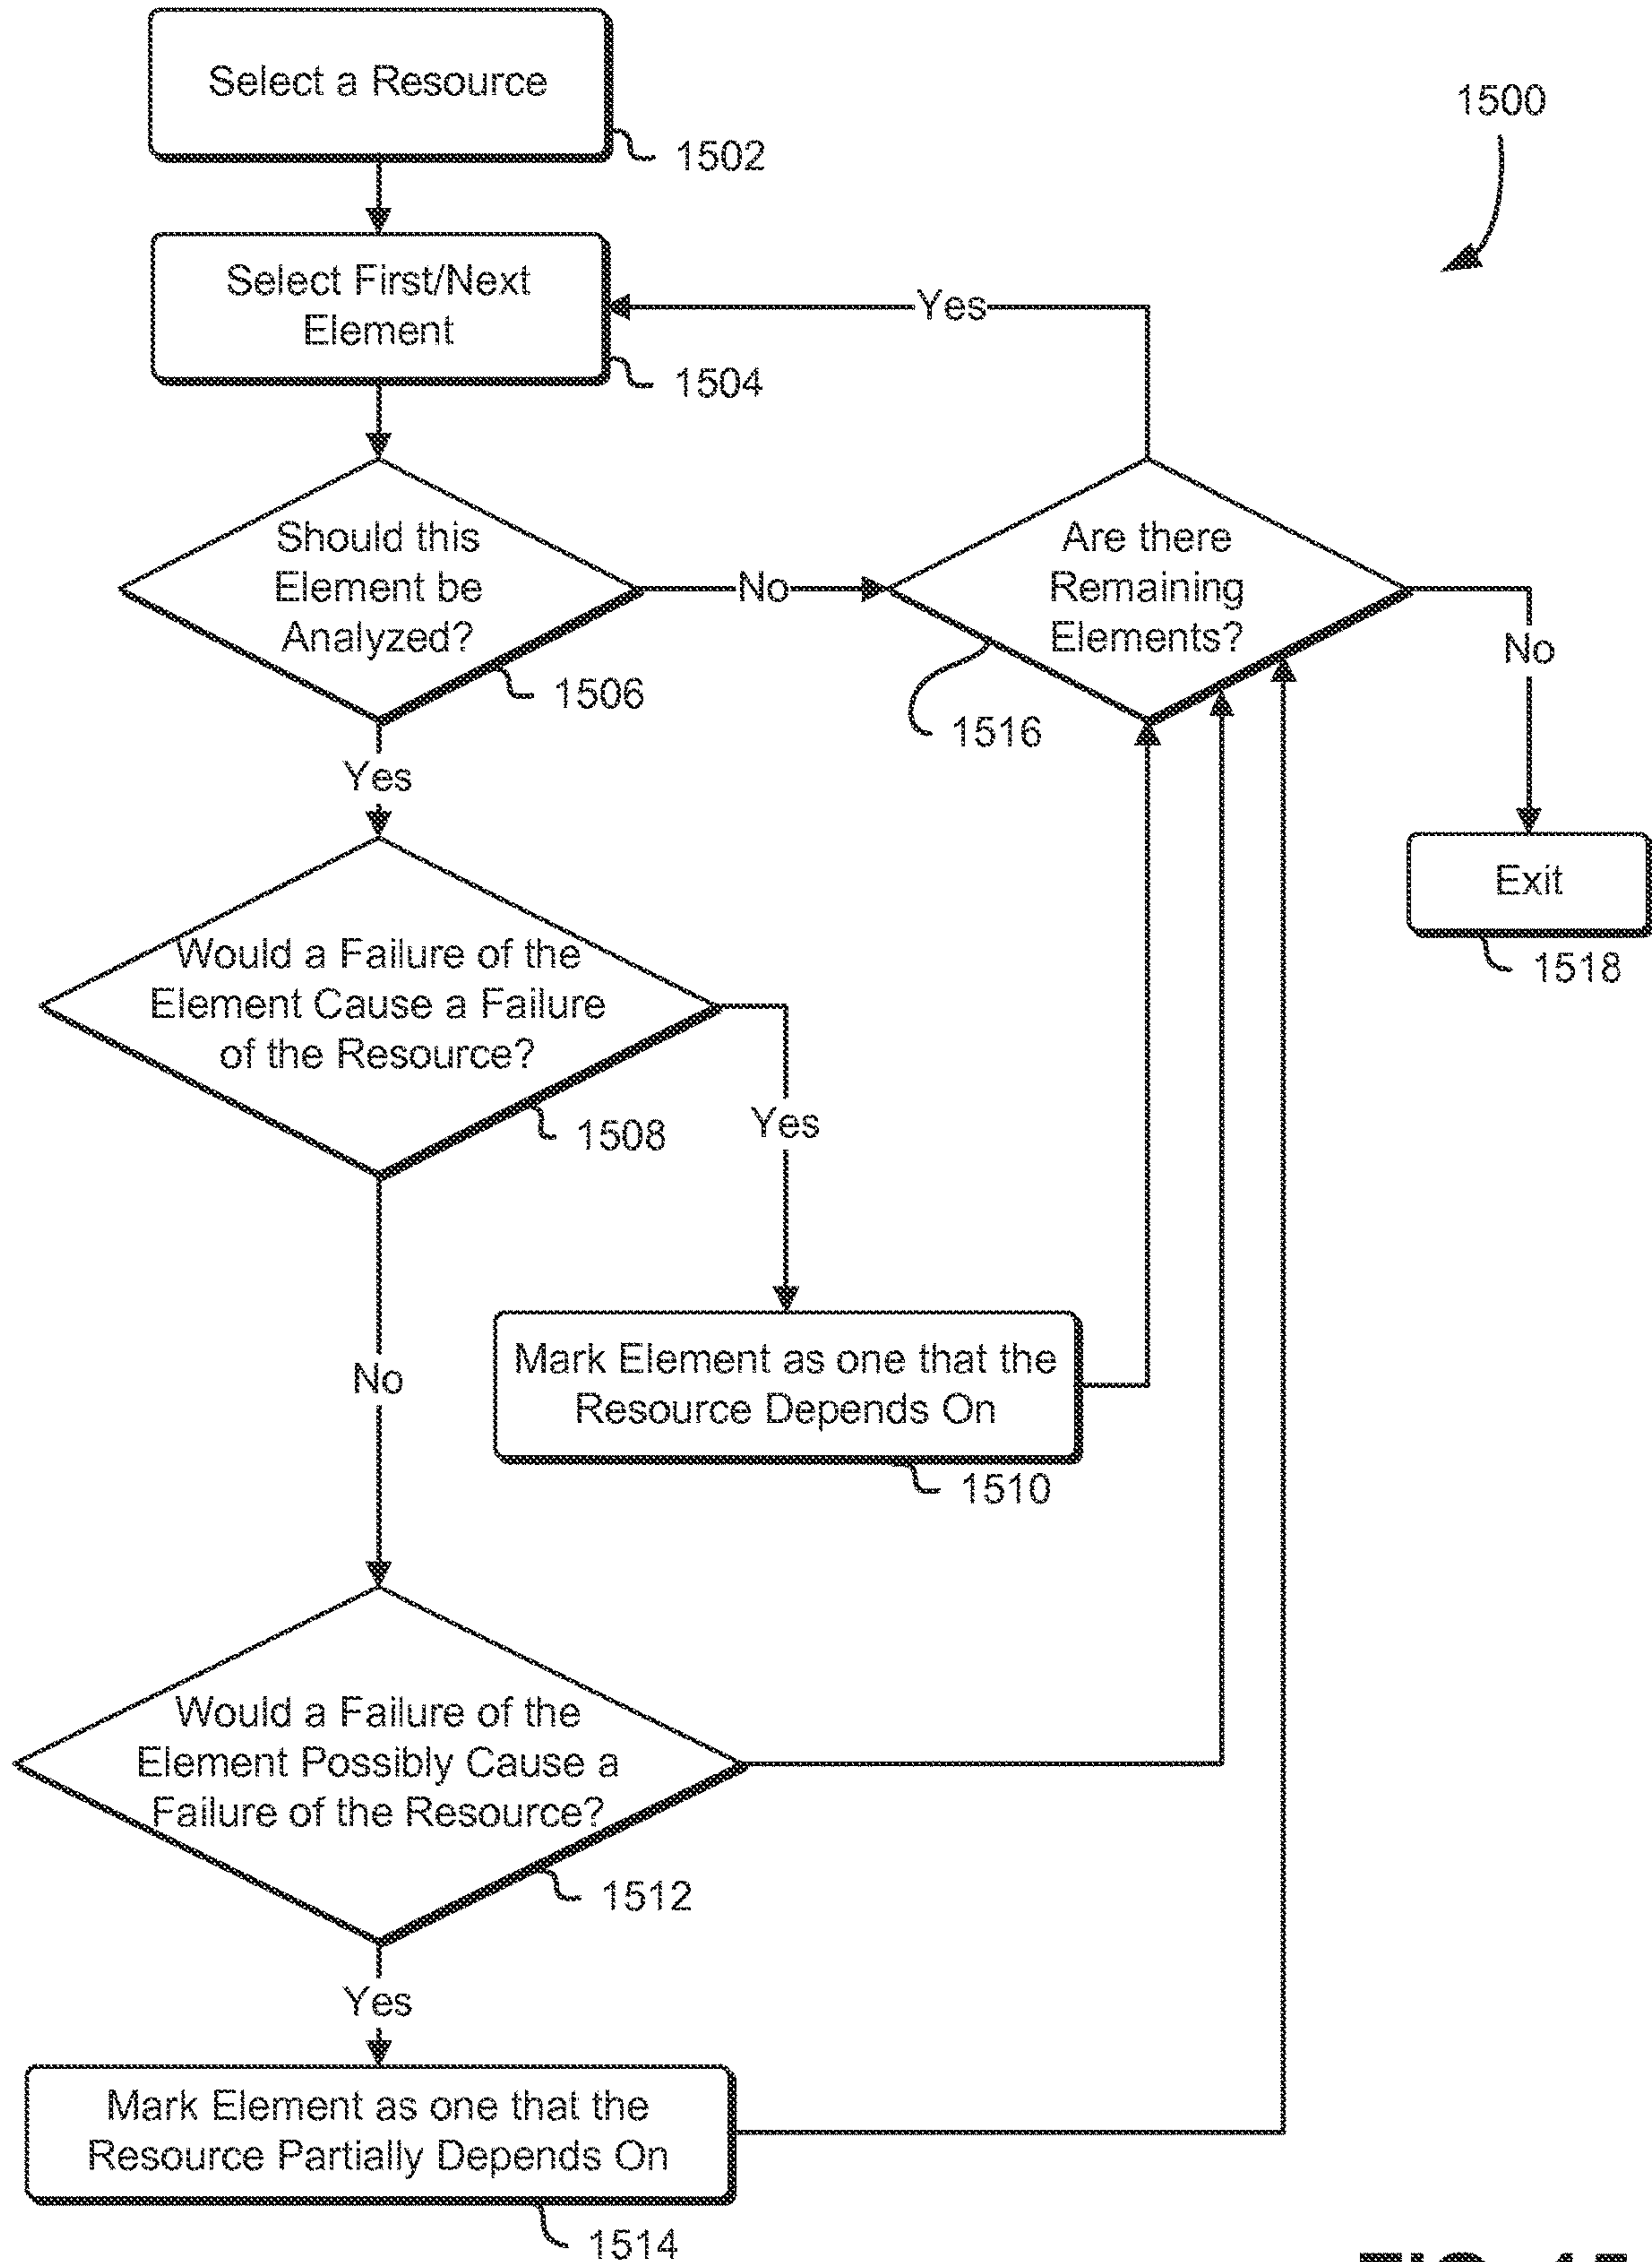 Select a Resource
1502
1500
Select First/Next
Element
1504
Yes
Should this
Element be
Analyzed?
1506
No
Are there
Remaining
Elements?
1516
No
Yes
Exit
1518
Would a Failure of the
Element Cause a Failure
of the Resource?
1508
Yes
Mark Element as one that the
Resource Depends On
1510
No
Would a Failure of the
Element Possibly Cause a
Failure of the Resource?
1512
Yes
Mark Element as one that the
Resource Partially Depends On
1514